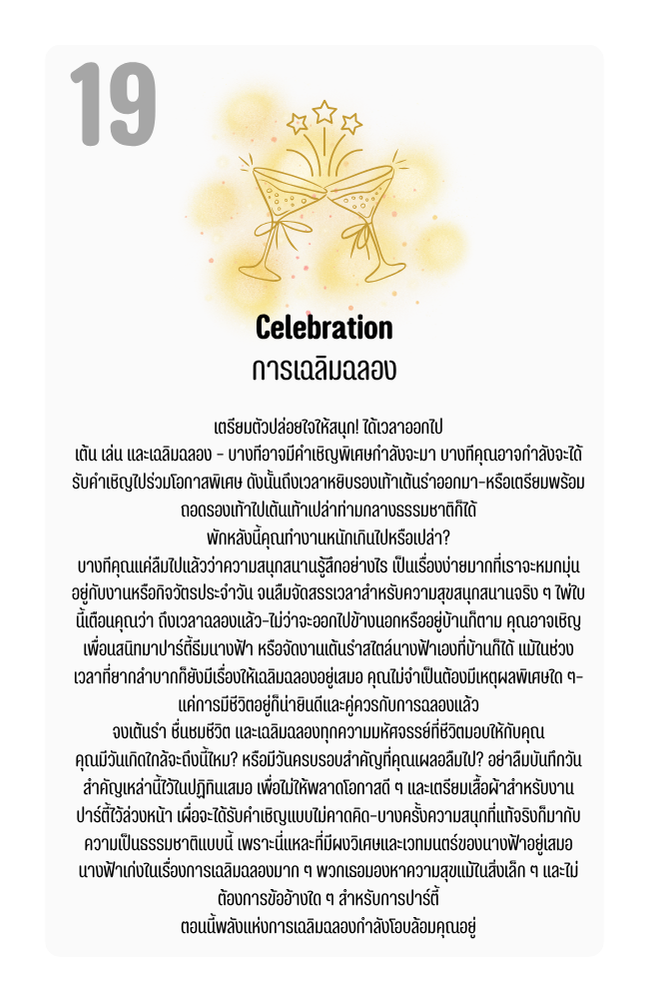 19
Celebration
การเฉลิมฉลอง
เตรียมตัวปล่อยใจให้สนุก! ได้เวลาออกไป
เต้น เล่น และเฉลิมฉลอง - บางทีอาจมีคำเชิญพิเศษกำลังจะมา บางทีคุณอาจกำลังจะได้
รับคำเชิญไปร่วมโอกาสพิเศษ ดังนั้นถึงเวลาหยิบรองเท้าเต้นรำออกมา-หรือเตรียมพร้อม
ถอดรองเท้าไปเต้นเท้าเปล่าท่ามกลางธรรมชาติก็ได้
พักหลังนี้คุณทำงานหนักเกินไปหรือเปล่า?
บางทีคุณแค่ลืมไปแล้วว่าความสนุกสนานรู้สึกอย่างไร เป็นเรื่องง่ายมากที่เราจะหมกมุ่น
อยู่กับงานหรือกิจวัตรประจำวัน จนลืมจัดสรรเวลาสำหรับความสุขสนุกสนานจริง ๆ ไพ่ใบ
นี้เตือนคุณว่า ถึงเวลาฉลองแล้ว-ไม่ว่าจะออกไปข้างนอกหรืออยู่บ้านก็ตาม คุณอาจเชิญ
เพื่อนสนิทมาปาร์ตี้ธีมนางฟ้า หรือจัดงานเต้นรำสไตล์นางฟ้าเองที่บ้านก็ได้ แม้ในช่วง
เวลาที่ยากลำบากก็ยังมีเรื่องให้เฉลิมฉลองอยู่เสมอ คุณไม่จำเป็นต้องมีเหตุผลพิเศษใด ๆ-
แค่การมีชีวิตอยู่ก็น่ายินดีและคู่ควรกับการฉลองแล้ว
จงเต้นรำ ชื่นชมชีวิต และเฉลิมฉลองทุกความมหัศจรรย์ที่ชีวิตมอบให้กับคุณ
คุณมีวันเกิดใกล้จะถึงนี้ไหม? หรือมีวันครบรอบสำคัญที่คุณเผลอลืมไป? อย่าลืมบันทึกวัน
สำคัญเหล่านี้ไว้ในปฏิทินเสมอ เพื่อไม่ให้พลาดโอกาสดี ๆ และเตรียมเสื้อผ้าสำหรับงาน
ปาร์ตี้ไว้ล่วงหน้า เผื่อจะได้รับคำเชิญแบบไม่คาดคิด-บางครั้งความสนุกที่แท้จริงก็มากับ
ความเป็นธรรมชาติแบบนี้ เพราะนี่แหละที่มีผงวิเศษและเวทมนตร์ของนางฟ้าอยู่เสมอ
นางฟ้าเก่งในเรื่องการเฉลิมฉลองมาก ๆ พวกเธอมองหาความสุขแม้ในสิ่งเล็ก ๆ และไม่
ต้องการข้ออ้างใด ๆ สำหรับการปาร์ตี้
ตอนนี้พลังแห่งการเฉลิมฉลองกำลังโอบล้อมคุณอยู่